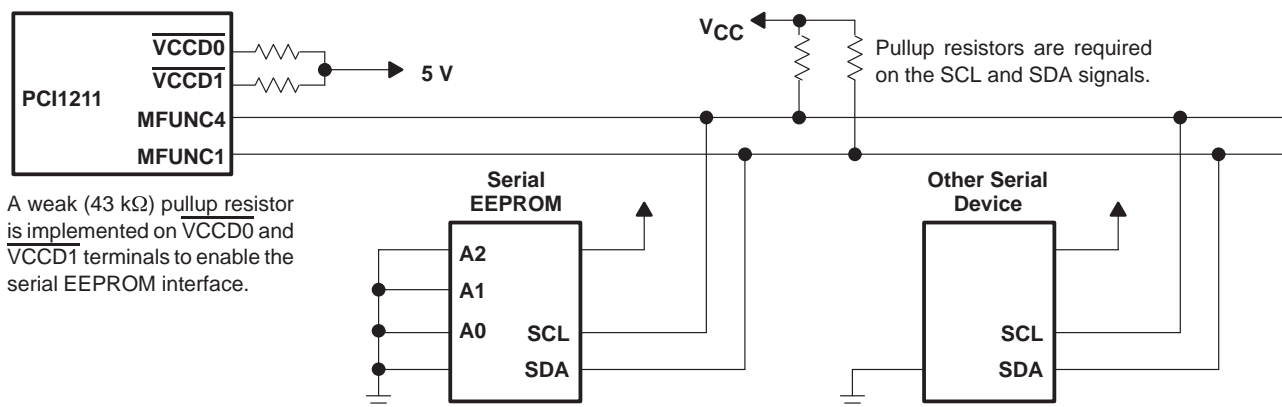 VCCD0
VCCD1
PCI1211
MFUNC4
MFUNC1
5 V
VCC
Pullup resistors are required
on the SCL and SDA signals.
A weak (43 kΩ) pullup resistor
is implemented on VCCD0 and
VCCD1 terminals to enable the
serial EEPROM interface.
Serial
EEPROM
A2
A1
A0
SCL
SDA
Other Serial
Device
SCL
SDA